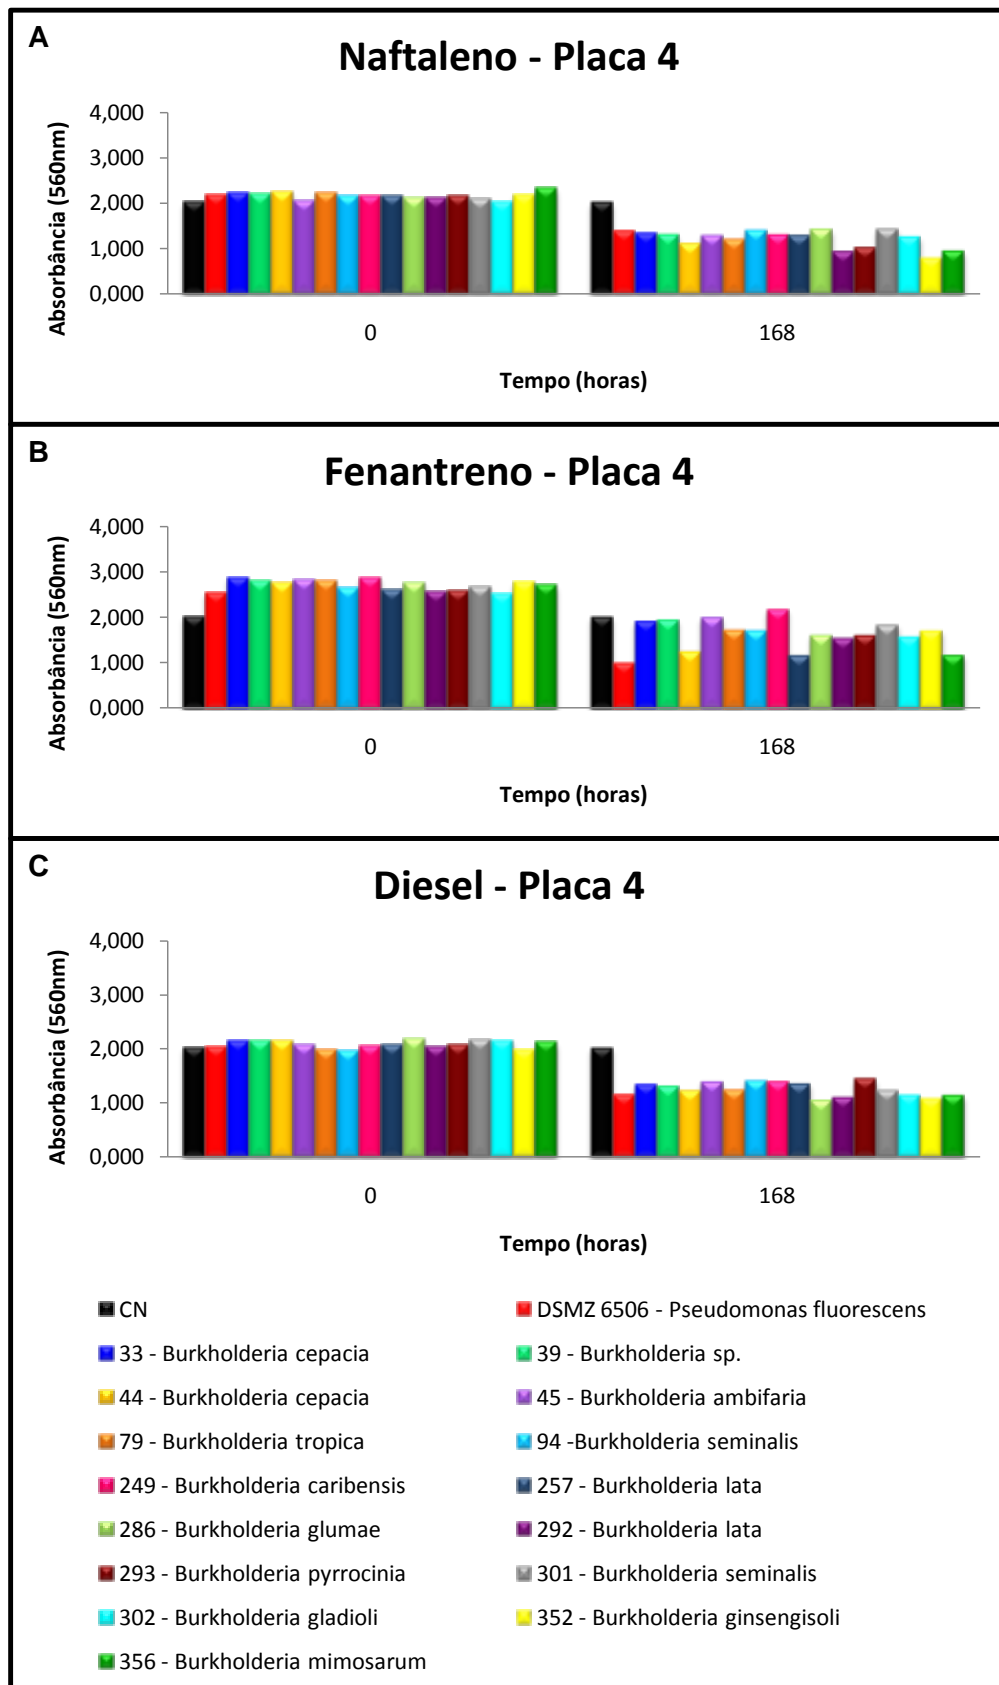 A
Naftaleno - Placa 4
Absorbância (560nm)
4,000
3,000
2,000
1,000
0,000
0
168
Tempo (horas)
B
Fenantreno - Placa 4
Absorbância (560nm)
4,000
3,000
2,000
1,000
0,000
0
168
Tempo (horas)
C
Diesel - Placa 4
Absorbância (560nm)
4,000
3,000
2,000
1,000
0,000
0
168
Tempo (horas)
CN
DSMZ 6506 - Pseudomonas fluorescens
33 - Burkholderia cepacia
39 - Burkholderia sp.
44 - Burkholderia cepacia
45 - Burkholderia ambifaria
79 - Burkholderia tropica
94 -Burkholderia seminalis
249 - Burkholderia caribensis
257 - Burkholderia lata
286 - Burkholderia glumae
292 - Burkholderia lata
293 - Burkholderia pyrrocinia
301 - Burkholderia seminalis
302 - Burkholderia gladioli
352 - Burkholderia ginsengisoli
356 - Burkholderia mimosarum